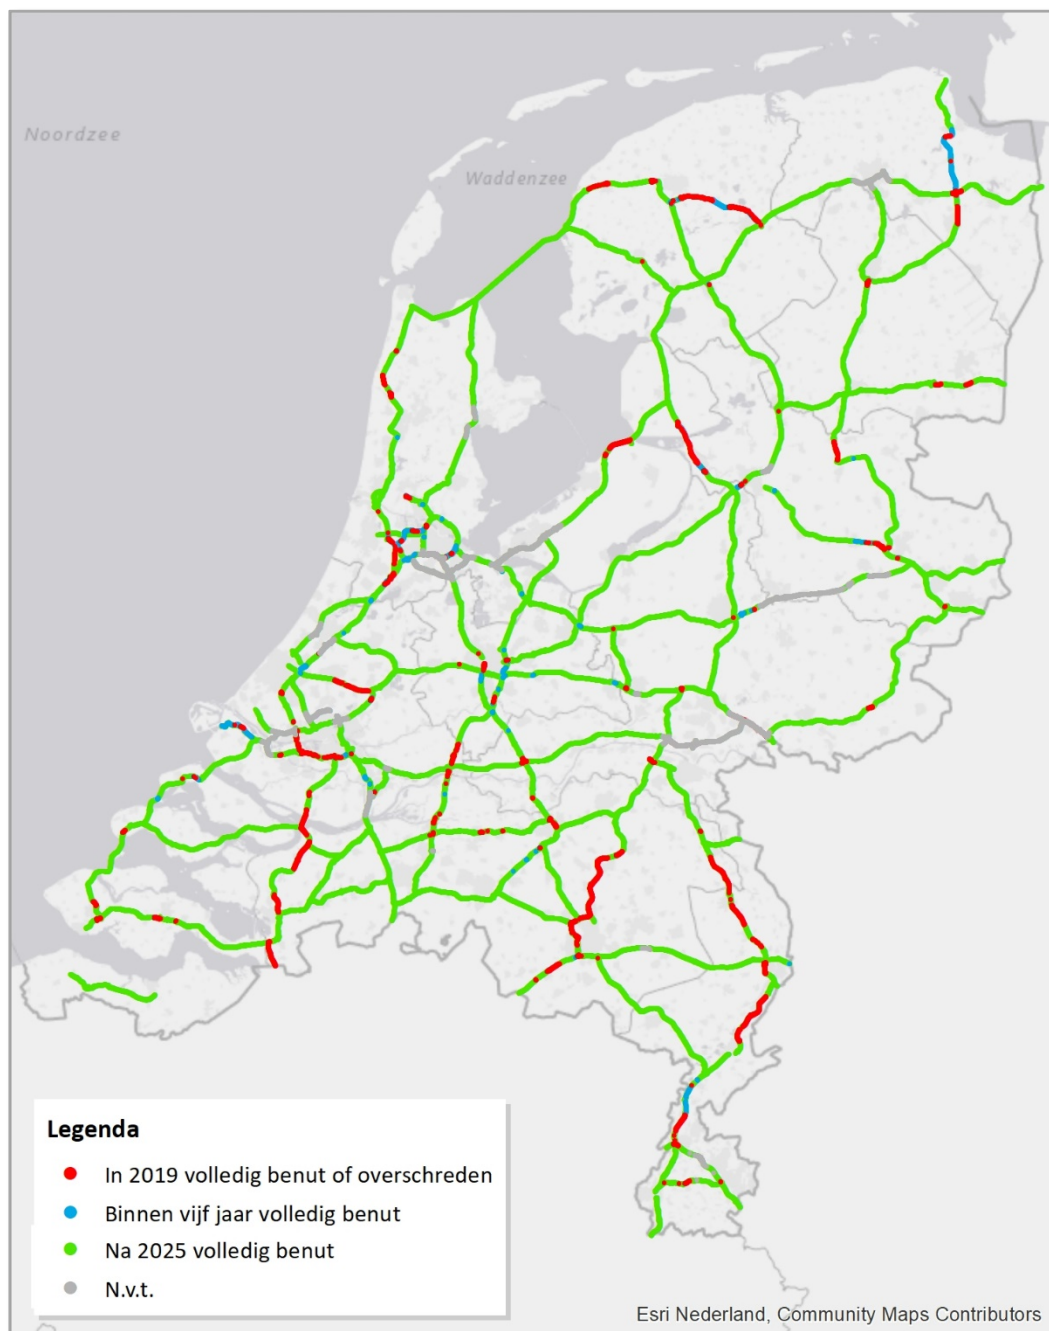 Noordzee
Waddenzee
Legenda
In 2019 volledig benut of overschreden
Binnen vijf jaar volledig benut
Na 2025 volledig benut
N.v.t.
Esri Nederland, Community Maps Contributors